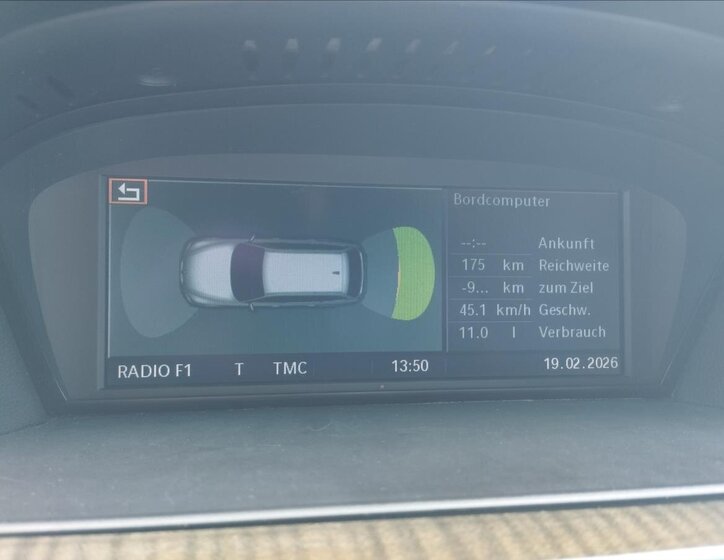 Bordcomputer
--:-- Ankunft
175 km Reichweite
-9... km zum Ziel
45.1 km/h Geschw.
11.0 l Verbrauch
RADIO F1 T TMC 13:50 19.02.2026